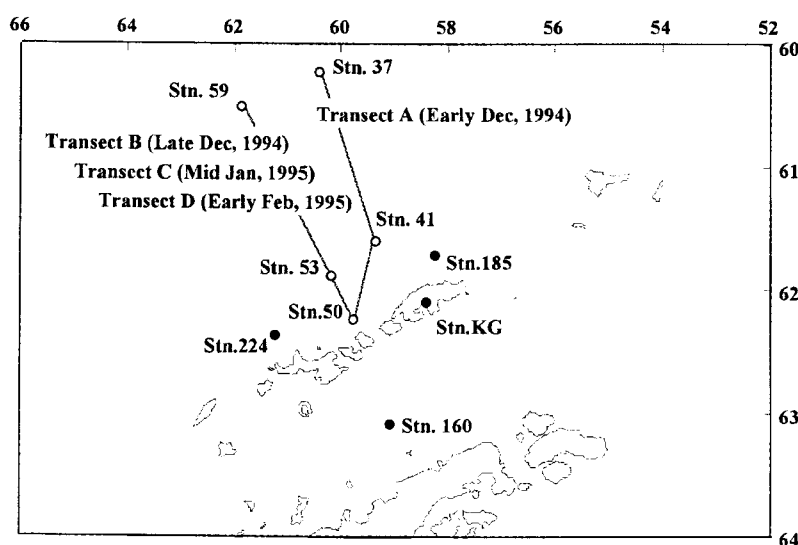 66 62 60 58 56 54 52
60
Stn. 37
Stn. 59
Transect A (Early Dec, 1994)
Transect B (Late Dec, 1994)
61
Transcct C (Mid Jan, 1995)
Transect D (Early Feb, 1995)
Stn. 41
Stn. 53
Stn.185
62
Stn.50
Stn.KG
Stn.224
63
Stn. 160
64